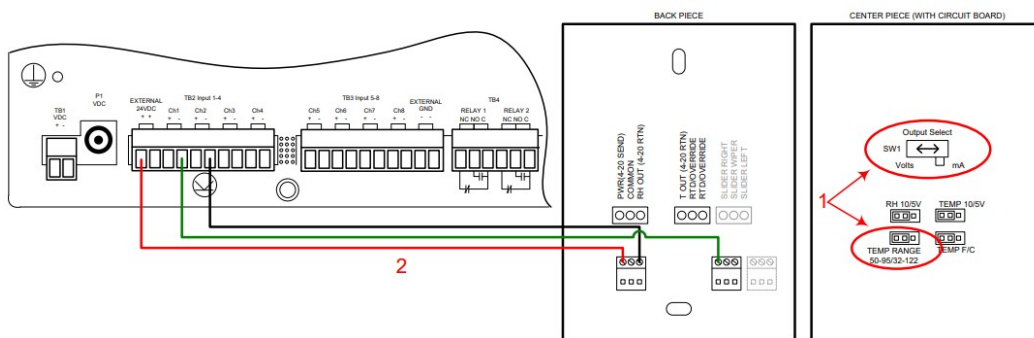 BACK PIECE
CENTER PIECE (WITH CIRCUIT BOARD)
P1
VDC
TB1
VDC
+ -
EXTERNAL
24VDC
+ +
TB2 Input 1-4
Ch1
+ -
Ch2
+ -
Ch3
+ -
Ch4
+ -
TB3 Input 5-8
Ch5
+ -
Ch6
+ -
Ch7
+ -
Ch8
+ -
EXTERNAL
GND
- -
TB4
RELAY 1
NC NO C
RELAY 2
NC NO C
PWR(4-20 SEND)
COMMON
RH OUT (4-20 RTN)
T OUT (4-20 RTN)
RTD/OVERRIDE
RTD/OVERRIDE
SLIDER RIGHT
SLIDER WIPER
SLIDER LEFT
2
Output Select
SW1
Volts mA
1
RH 10/5V
TEMP 10/5V
TEMP RANGE
50-95/32-122
TEMP F/C